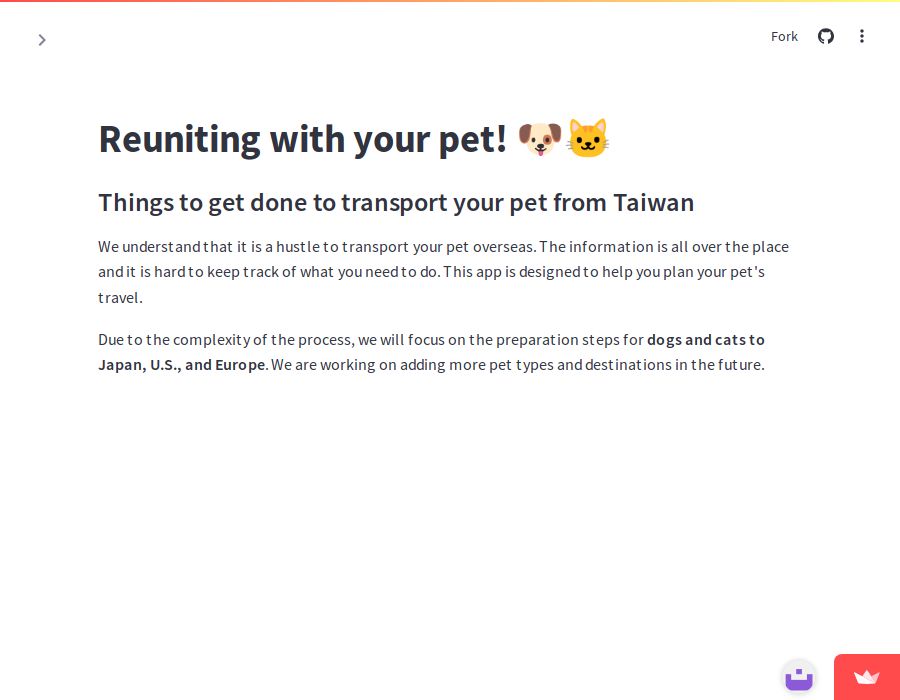 Fork
Reuniting with your pet! 🐶🐱
Things to get done to transport your pet from Taiwan
We understand that it is a hustle to transport your pet overseas. The information is all over the place
and it is hard to keep track of what you need to do. This app is designed to help you plan your pet's
travel.
Due to the complexity of the process, we will focus on the preparation steps for dogs and cats to
Japan, U.S., and Europe. We are working on adding more pet types and destinations in the future.